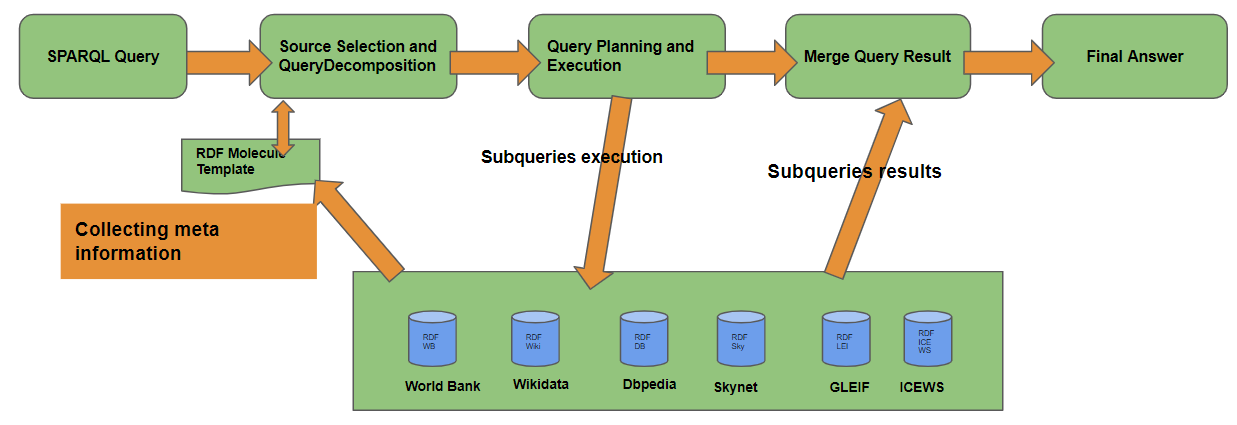 SPARQL Query
Source Selection and
QueryDecomposition
Query Planning and
Execution
Merge Query Result
Final Answer
RDF Molecule
Template
Subqueries execution
Subqueries results
Collecting meta
information
RDF
WB
RDF
Wiki
RDF
DB
RDF
Sky
RDF
LEI
RDF
ICE
WS
World Bank
Wikidata
Dbpedia
Skynet
GLEIF
ICEWS